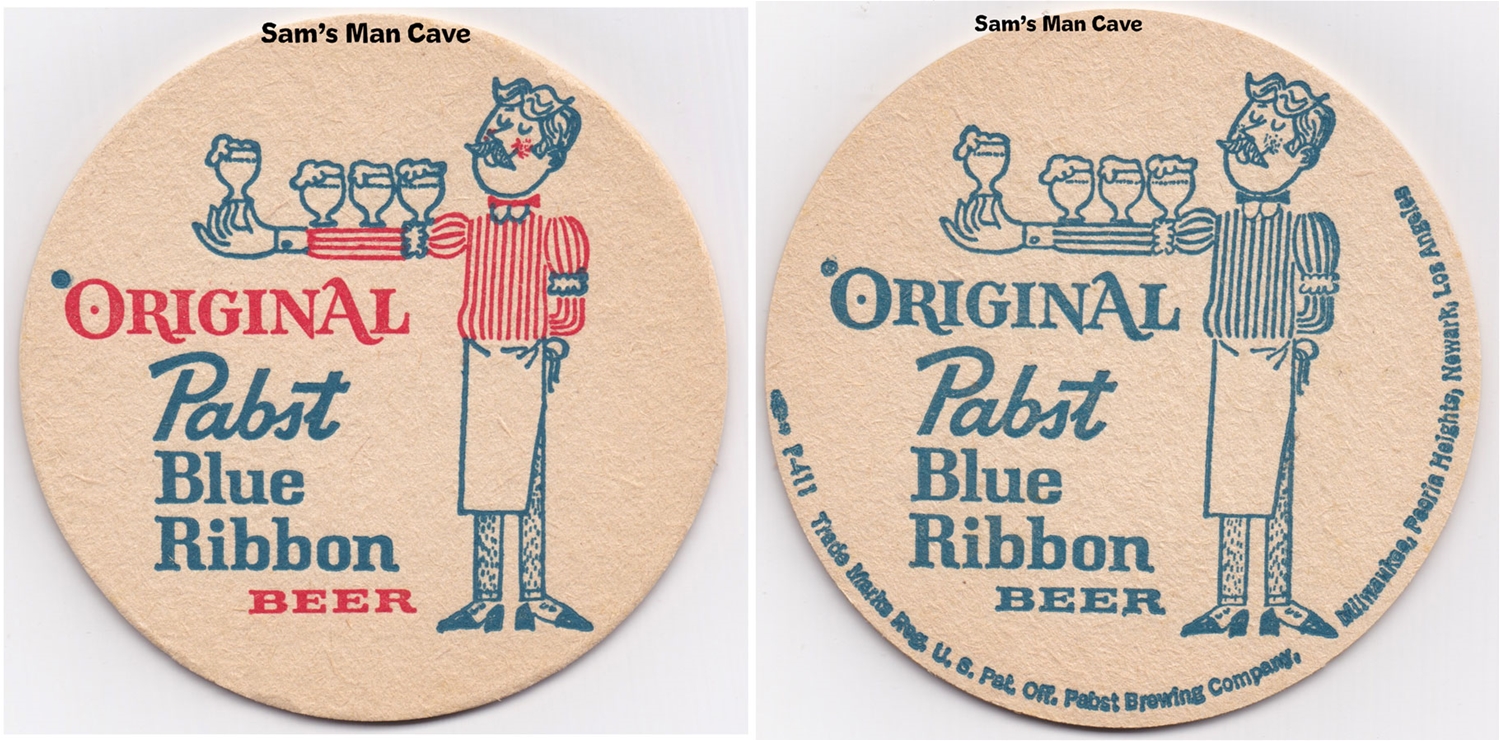 Sam's Man Cave
ORIGINAL
Pabst
Blue
Ribbon
BEER
Sam's Man Cave
ORIGINAL
Pabst
Blue
Ribbon
BEER
P-411 Trade Marks Reg. U. S. Pat. Off. Pabst Brewing Company, Milwaukee, Peoria Heights, Newark, Los Angeles